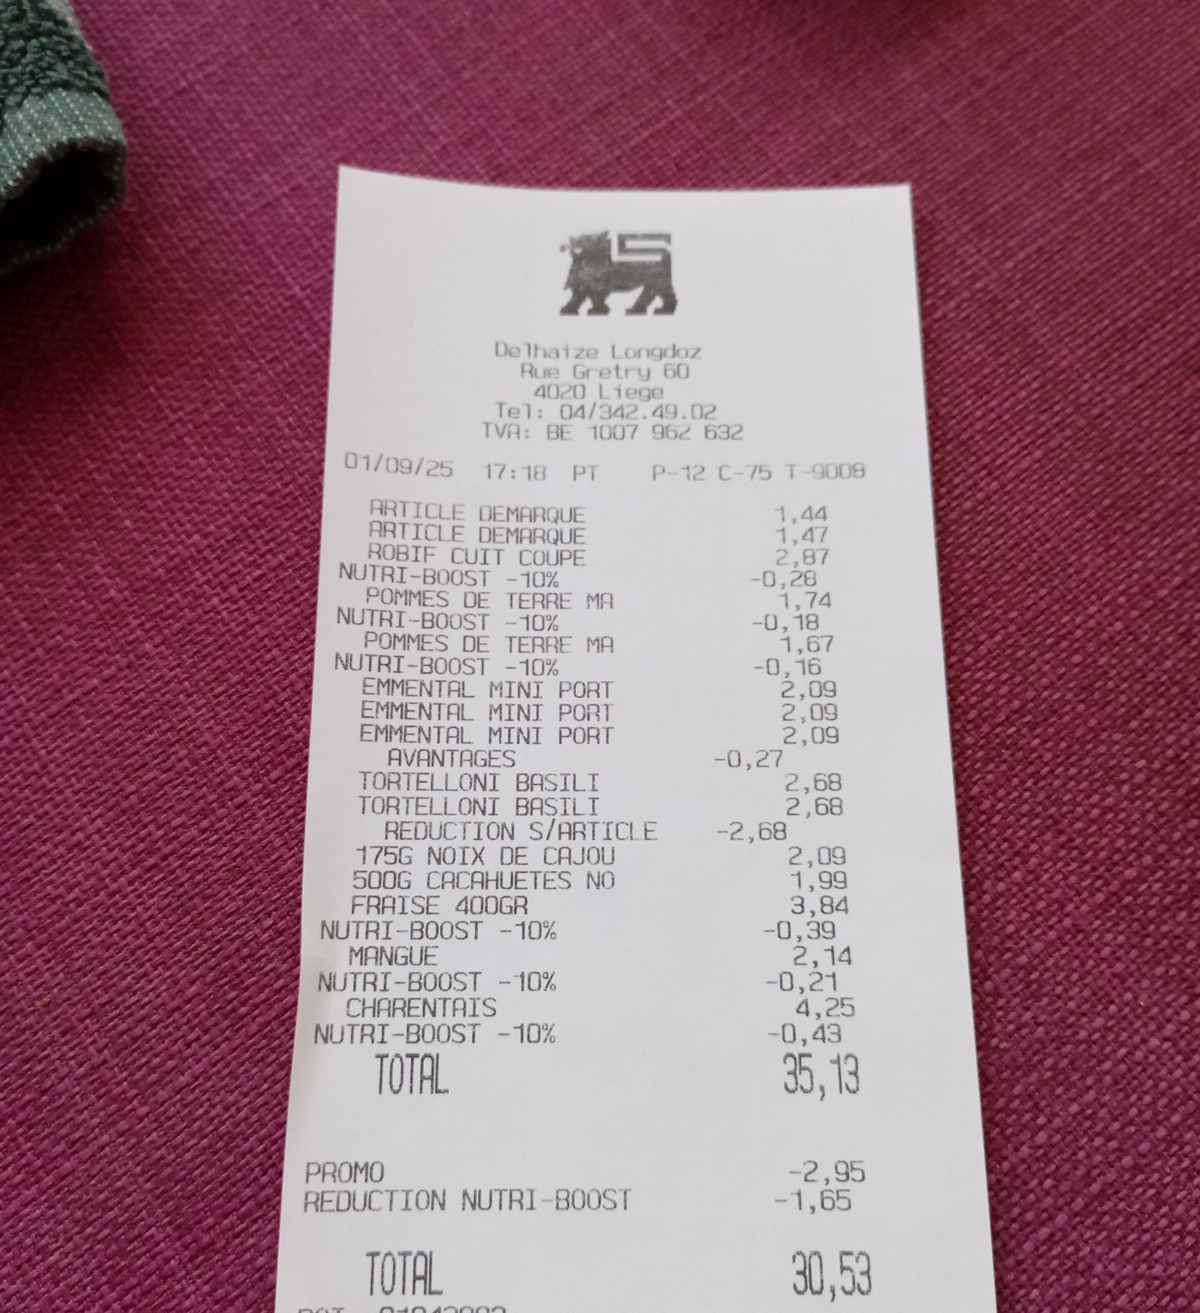 Delhaize Longdoz
Rue Gretry 60
4020 Liege
Tel: 04/342.49.02
TVA: BE 1007 962 632
01/09/25 17:18 PT P-12 C-75 T-9008
ARTICLE DEMARQUE 1,44
ARTICLE DEMARQUE 1,47
ROBIF CUIT COUPE 2,87
NUTRI-BOOST -10% -0,28
POMMES DE TERRE MA 1,74
NUTRI-BOOST -10% -0,18
POMMES DE TERRE MA 1,67
NUTRI-BOOST -10% -0,16
EMMENTAL MINI PORT 2,09
EMMENTAL MINI PORT 2,09
EMMENTAL MINI PORT 2,09
AVANTAGES -0,27
TORTELLONI BASILI 2,68
TORTELLONI BASILI 2,68
REDUCTION S/ARTICLE -2,68
175G NOIX DE CAJOU 2,09
500G CACAHUETES NO 1,99
FRAISE 400GR 3,84
NUTRI-BOOST -10% -0,39
MANGUE 2,14
NUTRI-BOOST -10% -0,21
CHARENTAIS 4,25
NUTRI-BOOST -10% -0,43
TOTAL 35,13
PROMO -2,95
REDUCTION NUTRI-BOOST -1,65
TOTAL 30,53